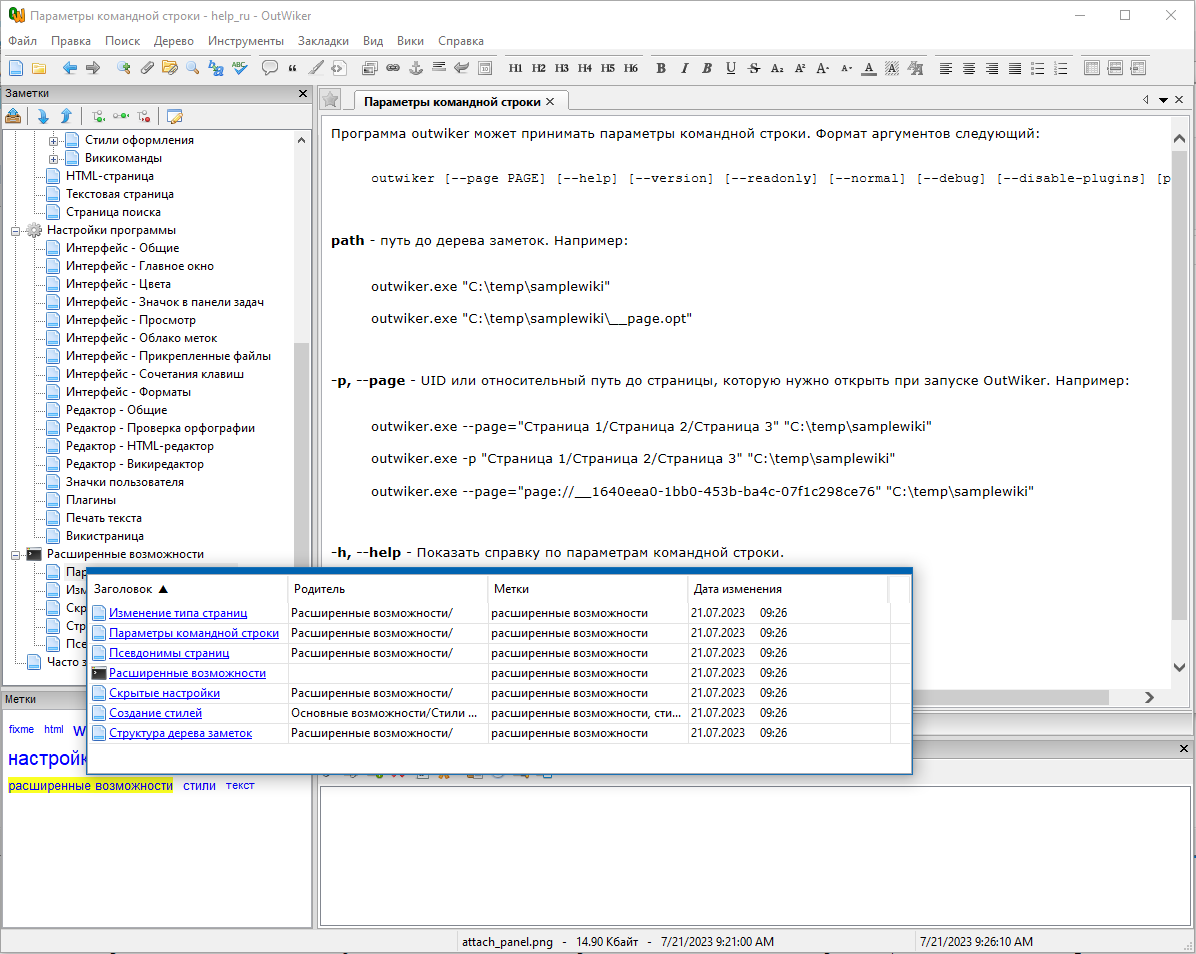 Параметры командной строки - help_ru - OutWiker
Файл Правка Поиск Дерево Инструменты Закладки Вид Вики Справка
H1 H2 H3 H4 H5 H6
Заметки
Стили оформления
Викикоманды
HTML-страница
Текстовая страница
Страница поиска
Настройки программы
Интерфейс - Общие
Интерфейс - Главное окно
Интерфейс - Цвета
Интерфейс - Значок в панели задач
Интерфейс - Просмотр
Интерфейс - Облако меток
Интерфейс - Прикрепленные файлы
Интерфейс - Сочетания клавиш
Интерфейс - Форматы
Редактор - Общие
Редактор - Проверка орфографии
Редактор - HTML-редактор
Редактор - Викиредактор
Значки пользователя
Плагины
Печать текста
Викистраница
Расширенные возможности
Пар
Изм
Скр
Стр
Псе
Часто з
Параметры командной строки
Программа outwiker может принимать параметры командной строки. Формат аргументов следующий:
outwiker [--page PAGE] [--help] [--version] [--readonly] [--normal] [--debug] [--disable-plugins] [p
path - путь до дерева заметок. Например:
outwiker.exe "C:\temp\samplewiki"
outwiker.exe "C:\temp\samplewiki\__page.opt"
-p, --page - UID или относительный путь до страницы, которую нужно открыть при запуске OutWiker. Например:
outwiker.exe --page="Страница 1/Страница 2/Страница 3" "C:\temp\samplewiki"
outwiker.exe -p "Страница 1/Страница 2/Страница 3" "C:\temp\samplewiki"
outwiker.exe --page="page://__1640eea0-1bb0-453b-ba4c-07f1c298ce76" "C:\temp\samplewiki"
-h, --help - Показать справку по параметрам командной строки.
Заголовок ▲ Родитель Метки Дата изменения
Изменение типа страниц Расширенные возможности/ расширенные возможности 21.07.2023 09:26
Параметры командной строки Расширенные возможности/ расширенные возможности 21.07.2023 09:26
Псевдонимы страниц Расширенные возможности/ расширенные возможности 21.07.2023 09:26
Расширенные возможности расширенные возможности 21.07.2023 09:26
Скрытые настройки Расширенные возможности/ расширенные возможности 21.07.2023 09:26
Создание стилей Основные возможности/Стили ... расширенные возможности, сти... 21.07.2023 09:26
Структура дерева заметок Расширенные возможности/ расширенные возможности 21.07.2023 09:26
Метки
fixme html w
настройк
расширенные возможности стили текст
attach_panel.png - 14.90 Кбайт - 7/21/2023 9:21:00 AM
7/21/2023 9:26:10 AM